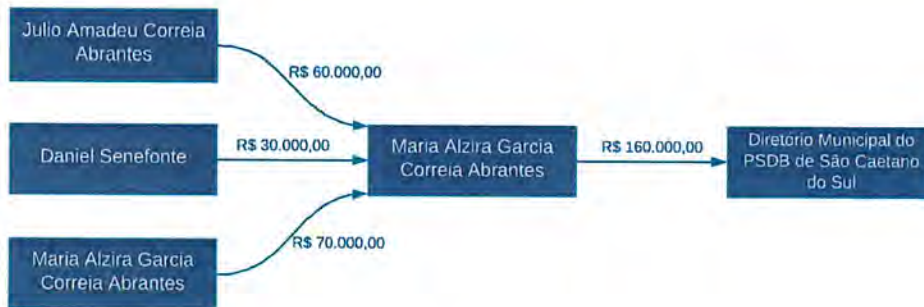 Julio Amadeu Correia
Abrantes
R$ 60.000,00
Daniel Senefonte
R$ 30.000,00
Maria Alzira Garcia
Correia Abrantes
R$ 160.000,00
Diretório Municipal do
PSDB de São Caetano
do Sul
R$ 70.000,00
Maria Alzira Garcia
Correia Abrantes